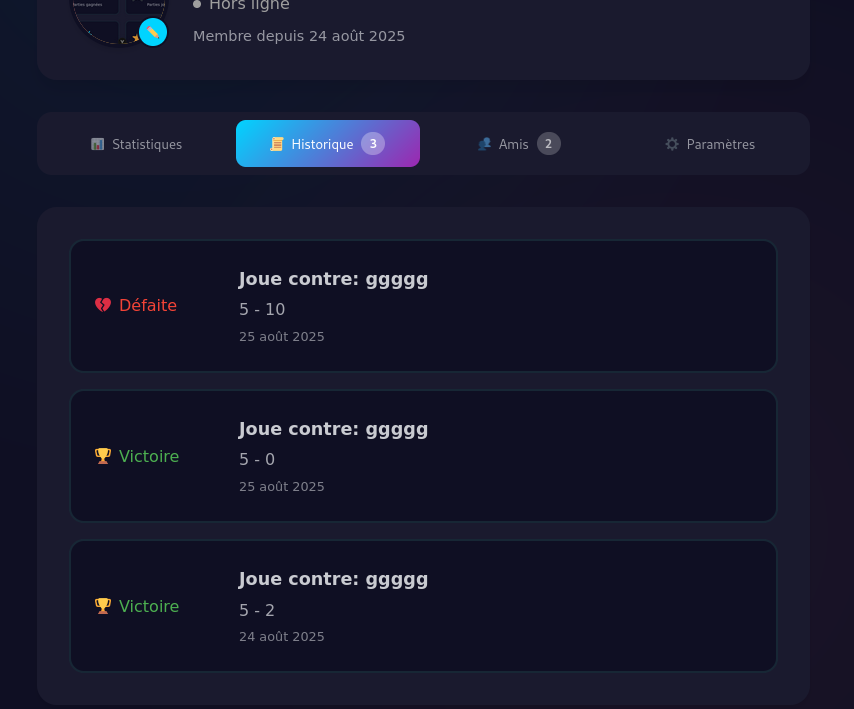 Hors ligne
Membre depuis 24 août 2025
Statistiques
Historique 3
Amis 2
Paramètres
Joue contre: ggggg
Défaite
5 - 10
25 août 2025
Joue contre: ggggg
Victoire
5 - 0
25 août 2025
Joue contre: ggggg
Victoire
5 - 2
24 août 2025